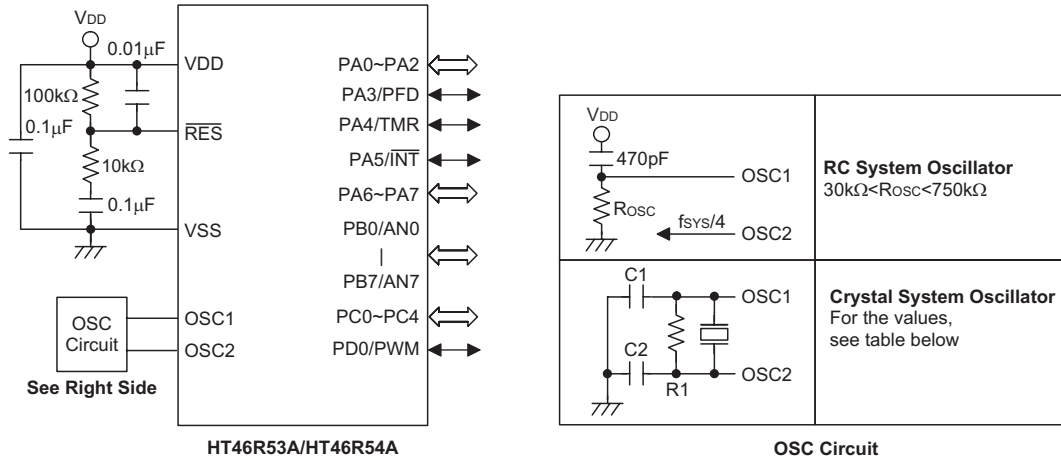 VDD
0.01μF
VDD
PA0~PA2
100kΩ
PA3/PFD
0.1μF
RES
PA4/TMR
10kΩ
PA5/INT
0.1μF
PA6~PA7
VSS
PB0/AN0
PB7/AN7
OSC
Circuit
OSC1
PC0~PC4
OSC2
PD0/PWM
See Right Side
HT46R53A/HT46R54A
VDD
470pF
OSC1
ROSC
fSYS/4
OSC2
RC System Oscillator
30kΩ<ROSC<750kΩ
C1
OSC1
C2
R1
OSC2
Crystal System Oscillator
For the values,
see table below
OSC Circuit